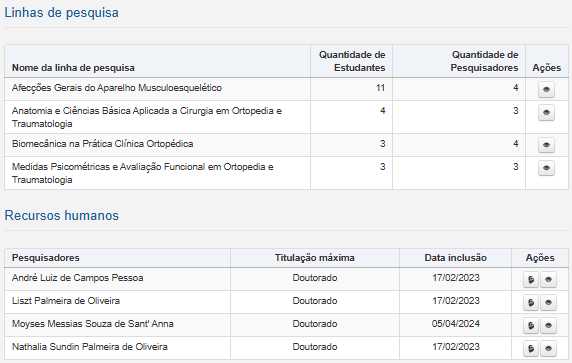 Linhas de pesquisa
Quantidade de Quantidade de
Nome da linha de pesquisa Estudantes Pesquisadores Ações
Afecções Gerais do Aparelho Musculoesquelético 11 4
Anatomia e Ciências Básica Aplicada a Cirurgia em Ortopedia e 4 3
Traumatologia
Biomecânica na Prática Clínica Ortopédica 3 4
Medidas Psicométricas e Avaliação Funcional em Ortopedia e 3 3
Traumatologia
Recursos humanos
Pesquisadores Titulação máxima Data inclusão Ações
André Luiz de Campos Pessoa Doutorado 17/02/2023
Liszt Palmeira de Oliveira Doutorado 17/02/2023
Moyses Messias Souza de Sant' Anna Doutorado 05/04/2024
Nathalia Sundin Palmeira de Oliveira Doutorado 17/02/2023